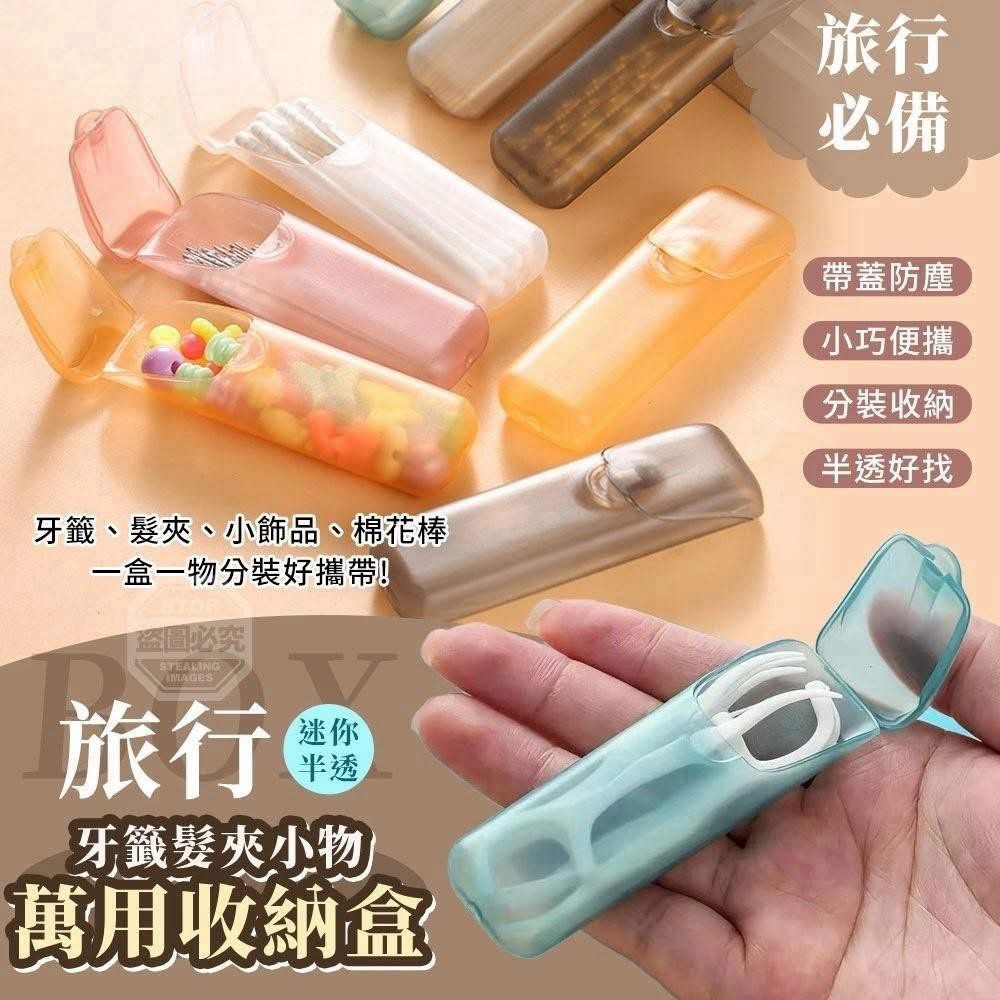 旅行
必備
帶蓋防塵
小巧便攜
分裝收納
半透好找
牙籤、髮夾、小飾品、棉花棒
一盒一物分裝好攜帶!
STOP
盜圖必究
STEALING
IMAGES
BOX
旅行
迷你
半透
牙籤髮夾小物
萬用收納盒